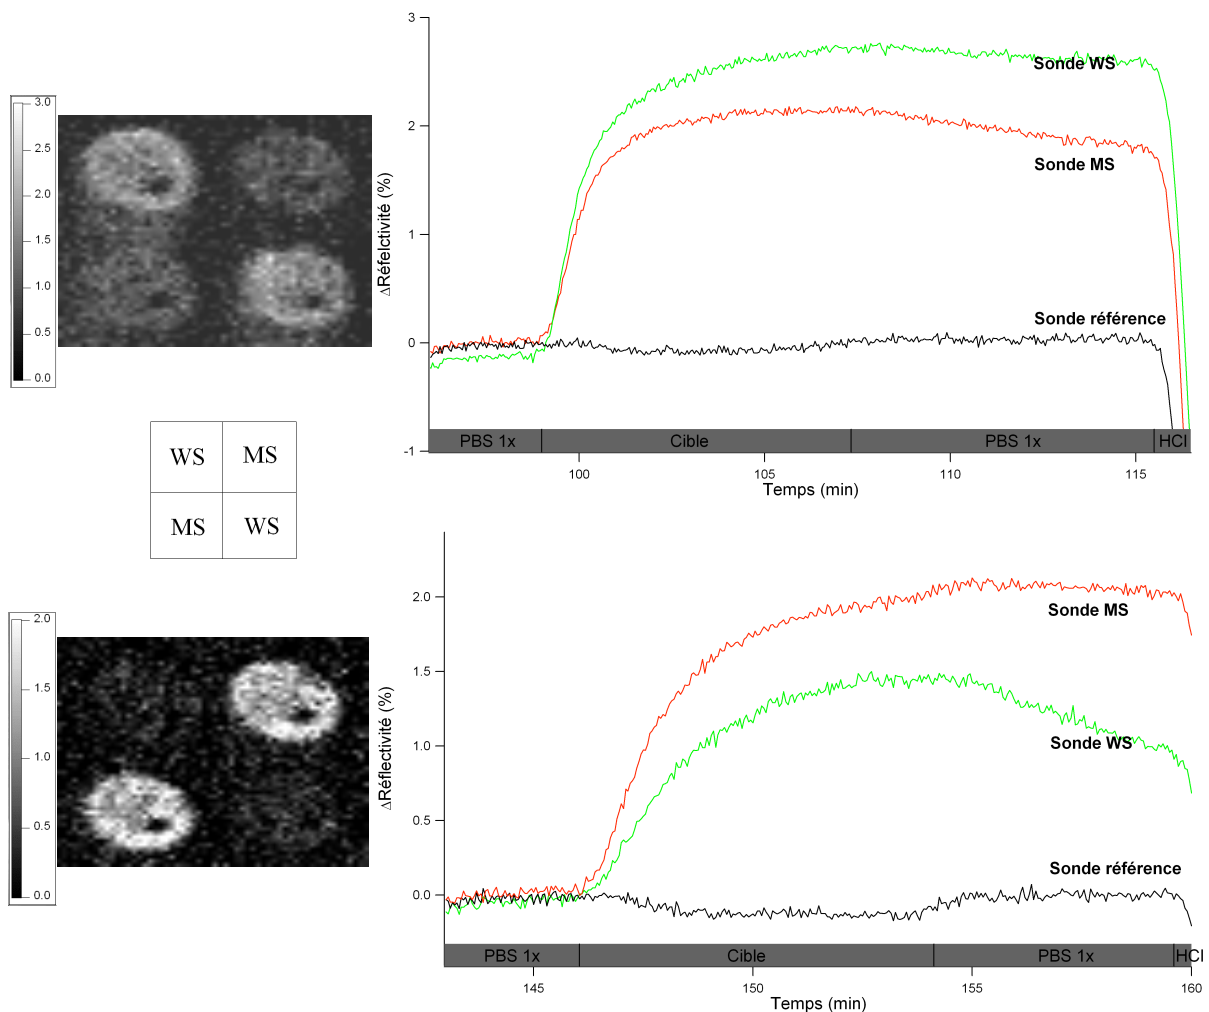 3.0
2.5
2.0
1.5
1.0
0.5
0.0
3
2
1
0
-1
ΔRéfelctivité (%)
Sonde WS
Sonde MS
Sonde référence
PBS 1x
Cible
PBS 1x
HCl
100
105
110
115
Temps (min)
WS
MS
MS
WS
2.0
1.5
1.0
0.5
0.0
2.0
1.5
1.0
0.5
0.0
ΔRéflectivité (%)
Sonde MS
Sonde WS
Sonde référence
PBS 1x
Cible
PBS 1x
HCl
145
150
155
160
Temps (min)